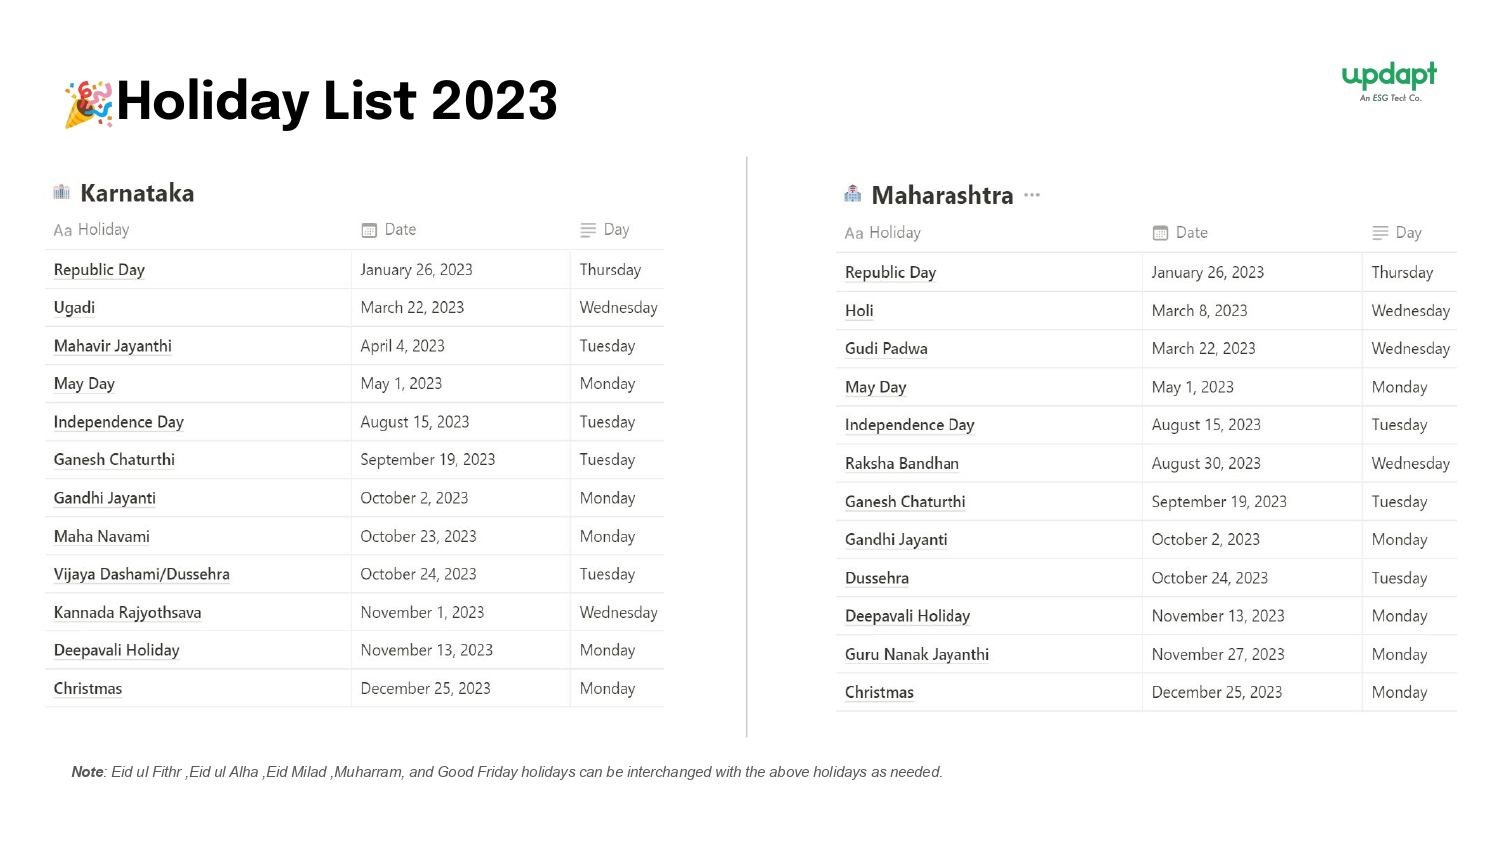 🎉Holiday List 2023
updapt
An ESG Tech Co.
Karnataka
Aa Holiday Date Day
Republic Day January 26, 2023 Thursday
Ugadi March 22, 2023 Wednesday
Mahavir Jayanthi April 4, 2023 Tuesday
May Day May 1, 2023 Monday
Independence Day August 15, 2023 Tuesday
Ganesh Chaturthi September 19, 2023 Tuesday
Gandhi Jayanti October 2, 2023 Monday
Maha Navami October 23, 2023 Monday
Vijaya Dashami/Dussehra October 24, 2023 Tuesday
Kannada Rajyothsava November 1, 2023 Wednesday
Deepavali Holiday November 13, 2023 Monday
Christmas December 25, 2023 Monday
Maharashtra ···
Aa Holiday Date Day
Republic Day January 26, 2023 Thursday
Holi March 8, 2023 Wednesday
Gudi Padwa March 22, 2023 Wednesday
May Day May 1, 2023 Monday
Independence Day August 15, 2023 Tuesday
Raksha Bandhan August 30, 2023 Wednesday
Ganesh Chaturthi September 19, 2023 Tuesday
Gandhi Jayanti October 2, 2023 Monday
Dussehra October 24, 2023 Tuesday
Deepavali Holiday November 13, 2023 Monday
Guru Nanak Jayanthi November 27, 2023 Monday
Christmas December 25, 2023 Monday
Note: Eid ul Fithr ,Eid ul Alha ,Eid Milad ,Muharram, and Good Friday holidays can be interchanged with the above holidays as needed.